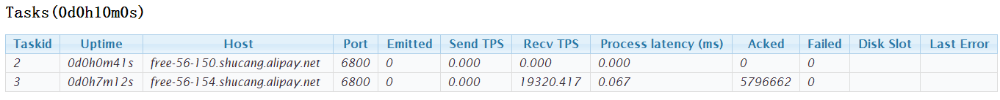 Tasks(0d0h10m0s)
Taskid Uptime Host Port Emitted Send TPS Recv TPS Process latency (ms) Acked Failed Disk Slot Last Error
2 0d0h0m41s free-56-150.shucang.alipay.net 6800 0 0.000 0.000 0.000 0 0
3 0d0h7m12s free-56-154.shucang.alipay.net 6800 0 0.000 19320.417 0.067 5796662 0